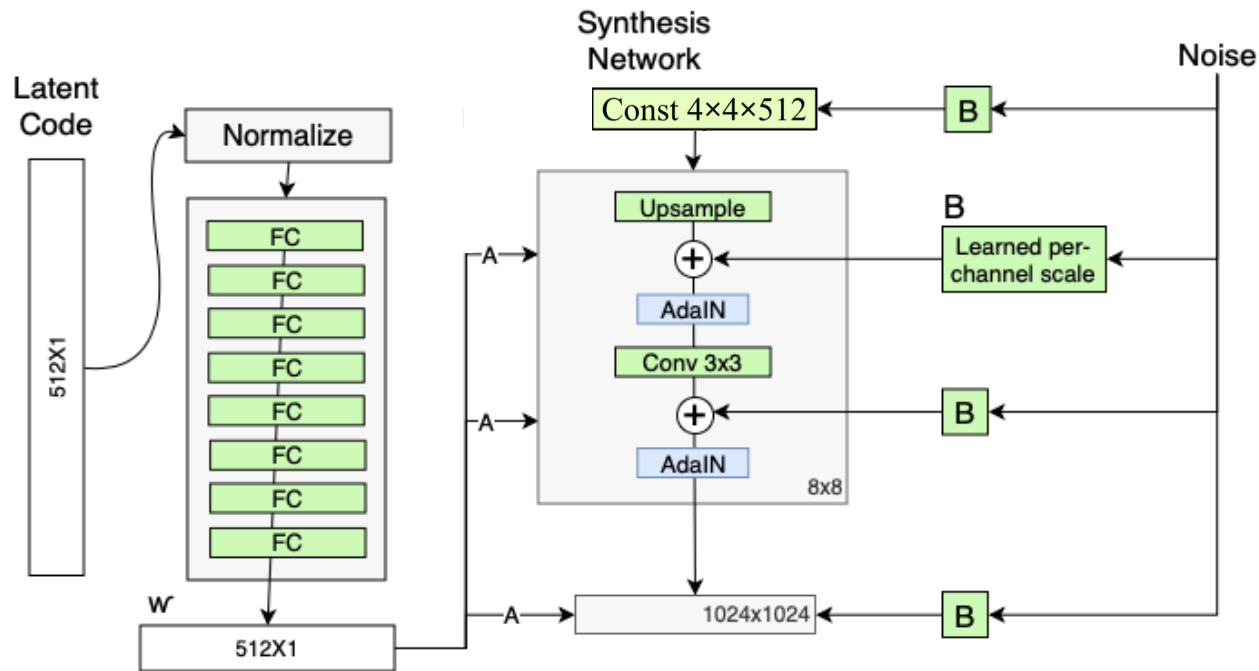 Latent
Code
512X1
Normalize
FC
FC
FC
FC
FC
FC
FC
FC
w
512X1
A
A
A
Synthesis
Network
Const 4×4×512
Upsample
+
AdaIN
Conv 3x3
+
AdaIN
8x8
1024x1024
Noise
B
B
Learned per-
channel scale
B
B